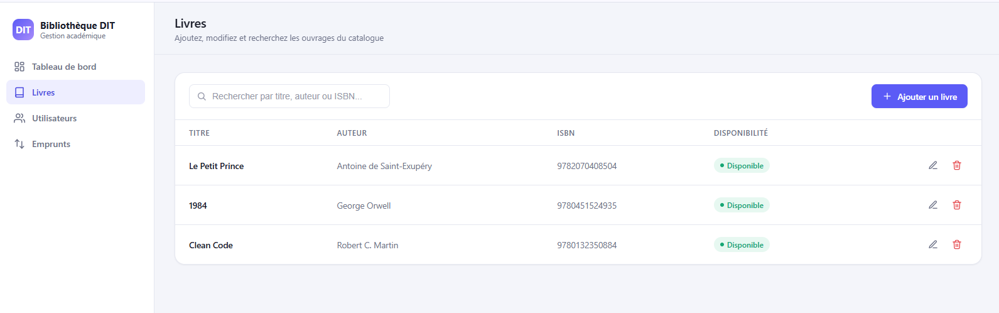 DIT
Bibliothèque DIT
Gestion académique
Tableau de bord
Livres
Utilisateurs
Emprunts
Livres
Ajoutez, modifiez et recherchez les ouvrages du catalogue
Rechercher par titre, auteur ou ISBN...
Ajouter un livre
TITRE AUTEUR ISBN DISPONIBILITÉ
Le Petit Prince Antoine de Saint-Exupéry 9782070408504 Disponible
1984 George Orwell 9780451524935 Disponible
Clean Code Robert C. Martin 9780132350884 Disponible